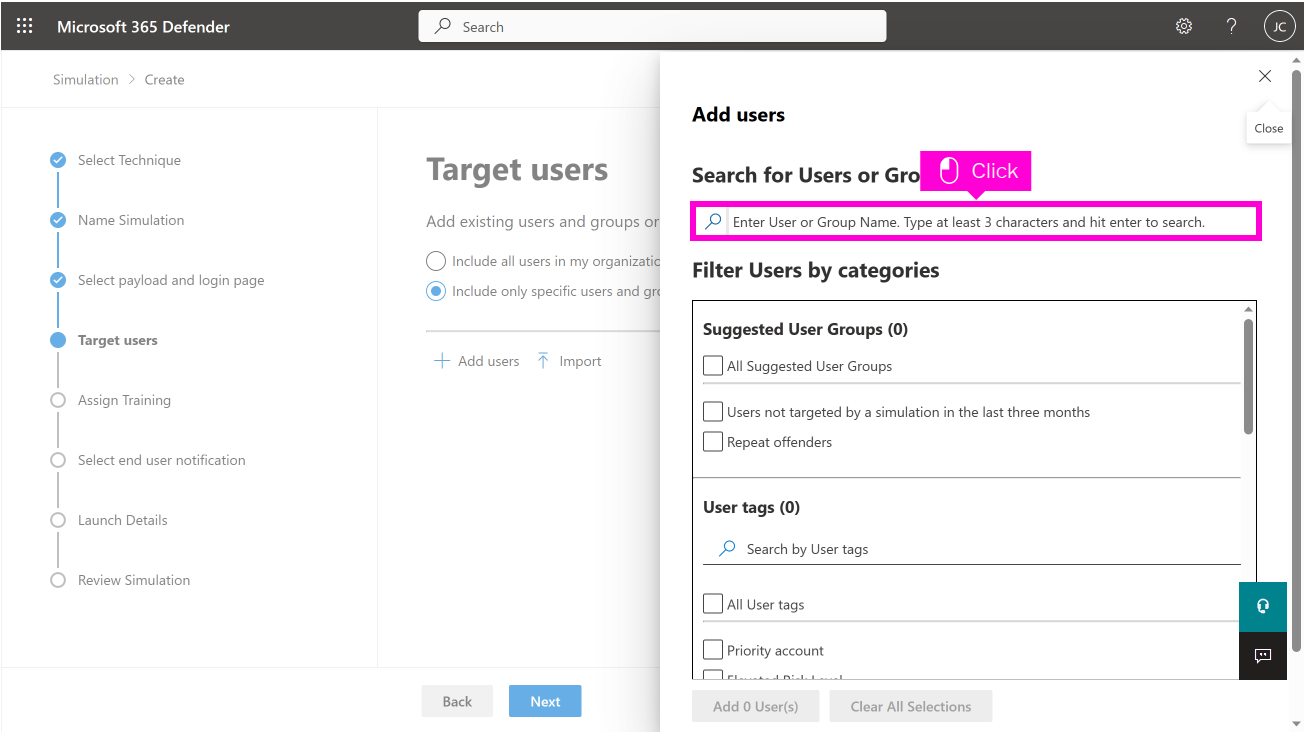 Microsoft 365 Defender
Search
JC
Simulation > Create
Close
Select Technique
Name Simulation
Select payload and login page
Target users
Assign Training
Select end user notification
Launch Details
Review Simulation
Target users
Add existing users and groups or
Include all users in my organizatio
Include only specific users and gro
Add users
Import
Back
Next
Add users
Search for Users or Gro
Click
Enter User or Group Name. Type at least 3 characters and hit enter to search.
Filter Users by categories
Suggested User Groups (0)
All Suggested User Groups
Users not targeted by a simulation in the last three months
Repeat offenders
User tags (0)
Search by User tags
All User tags
Priority account
Elevated Risk Level
Add 0 User(s)
Clear All Selections